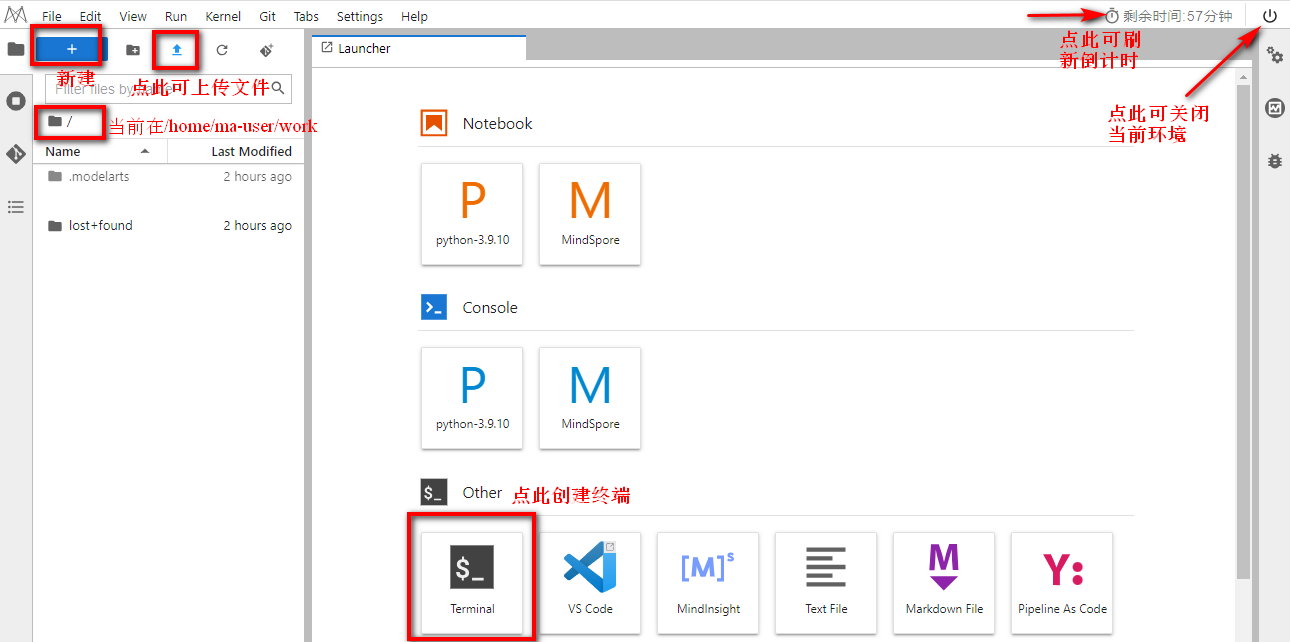 File Edit View Run Kernel Git Tabs Settings Help
剩余时间:57分钟
点此可刷
新倒计时
点此可关闭
当前环境
+
新建
点此可上传文件
Filter files by name
/
当前在/home/ma-user/work
Name Last Modified
.modelarts 2 hours ago
lost+found 2 hours ago
Launcher
Notebook
P
python-3.9.10
M
MindSpore
Console
P
python-3.9.10
M
MindSpore
$_ Other 点此创建终端
$_
Terminal
VS Code
[M]s
MindInsight
Text File
M
Markdown File
Y:
Pipeline As Code